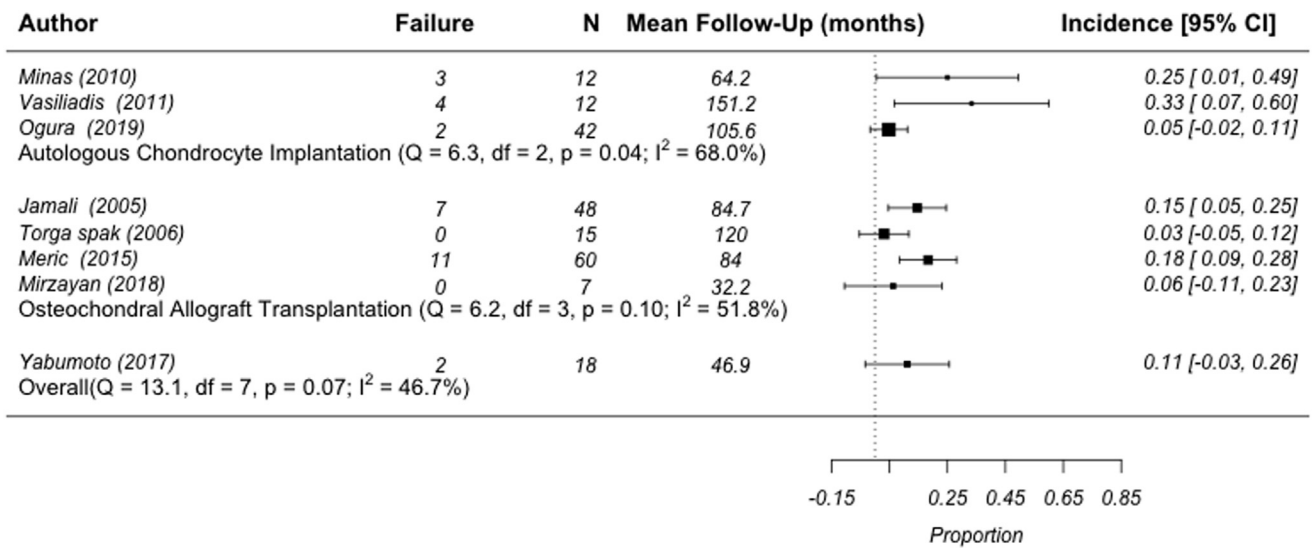 Author Failure N Mean Follow-Up (months) Incidence [95% CI]
Minas (2010) 3 12 64.2 0.25 [ 0.01, 0.49]
Vasiliadis (2011) 4 12 151.2 0.33 [ 0.07, 0.60]
Ogura (2019) 2 42 105.6 0.05 [-0.02, 0.11]
Autologous Chondrocyte Implantation (Q = 6.3, df = 2, p = 0.04; I² = 68.0%)
Jamali (2005) 7 48 84.7 0.15 [ 0.05, 0.25]
Torga spak (2006) 0 15 120 0.03 [-0.05, 0.12]
Meric (2015) 11 60 84 0.18 [ 0.09, 0.28]
Mirzayan (2018) 0 7 32.2 0.06 [-0.11, 0.23]
Osteochondral Allograft Transplantation (Q = 6.2, df = 3, p = 0.10; I² = 51.8%)
Yabumoto (2017) 2 18 46.9 0.11 [-0.03, 0.26]
Overall(Q = 13.1, df = 7, p = 0.07; I² = 46.7%)
-0.15 0.25 0.45 0.65 0.85
Proportion